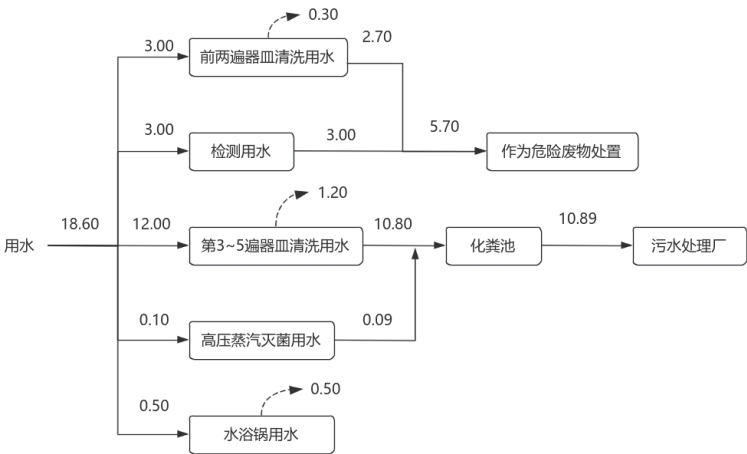 0.30
3.00
前两遍器皿清洗用水
2.70
3.00
检测用水
3.00
5.70
作为危险废物处置
1.20
用水
18.60
12.00
第3~5遍器皿清洗用水
10.80
化粪池
10.89
污水处理厂
0.10
高压蒸汽灭菌用水
0.09
0.50
0.50
水浴锅用水